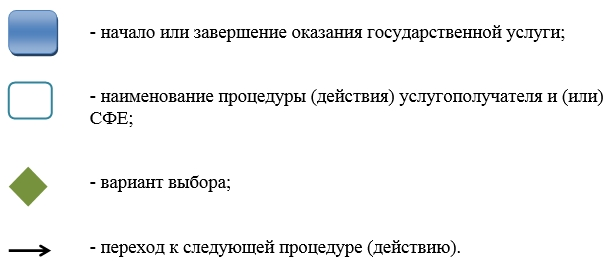 - начало или завершение оказания государственной услуги;
- наименование процедуры (действия) услугополучателя и (или)
СФЕ;
- вариант выбора;
- переход к следующей процедуре (действию).